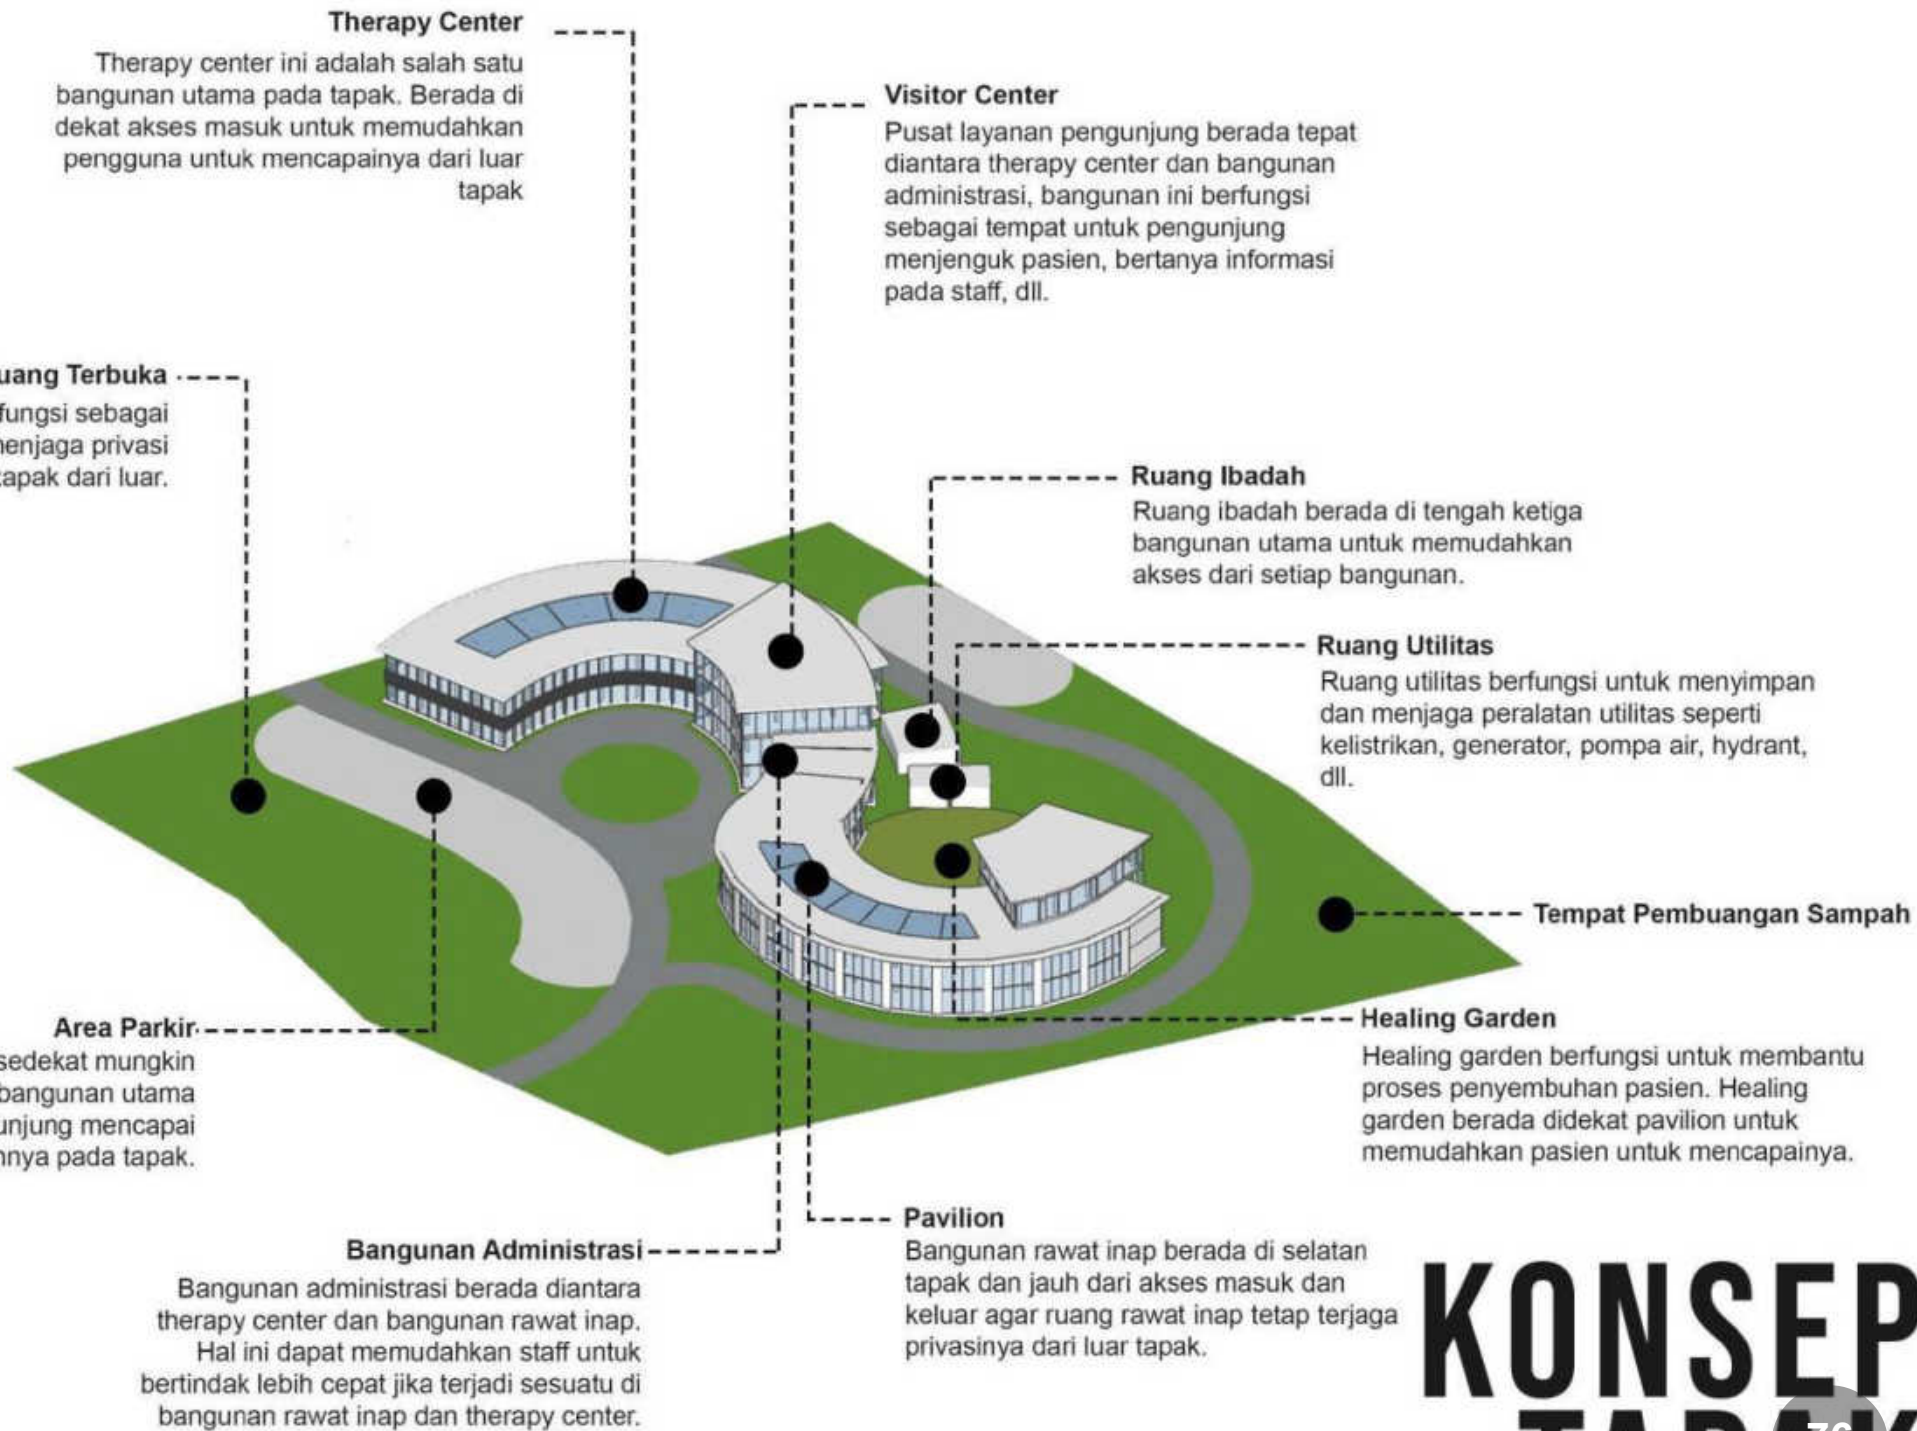 Therapy Center
Therapy center ini adalah salah satu
bangunan utama pada tapak. Berada di
dekat akses masuk untuk memudahkan
pengguna untuk mencapainya dari luar
tapak
Visitor Center
Pusat layanan pengunjung berada tepat
diantara therapy center dan bangunan
administrasi, bangunan ini berfungsi
sebagai tempat untuk pengunjung
menjenguk pasien, bertanya informasi
pada staff, dll.
Terbuka
sebagai
privasi
dari luar.
Ruang Ibadah
Ruang ibadah berada di tengah ketiga
bangunan utama untuk memudahkan
akses dari setiap bangunan.
Ruang Utilitas
Ruang utilitas berfungsi untuk menyimpan
dan menjaga peralatan utilitas seperti
kelistrikan, generator, pompa air, hydrant,
dll.
Tempat Pembuangan Sampah
Area Parkir
sedekat mungkin
bangunan utama
mencapai
pada tapak.
Healing Garden
Healing garden berfungsi untuk membantu
proses penyembuhan pasien. Healing
garden berada didekat pavilion untuk
memudahkan pasien untuk mencapainya.
Bangunan Administrasi
Bangunan administrasi berada diantara
therapy center dan bangunan rawat inap.
Hal ini dapat memudahkan staff untuk
bertindak lebih cepat jika terjadi sesuatu di
bangunan rawat inap dan therapy center.
Pavilion
Bangunan rawat inap berada di selatan
tapak dan jauh dari akses masuk dan
keluar agar ruang rawat inap tetap terjaga
privasinya dari luar tapak.
KONSEP